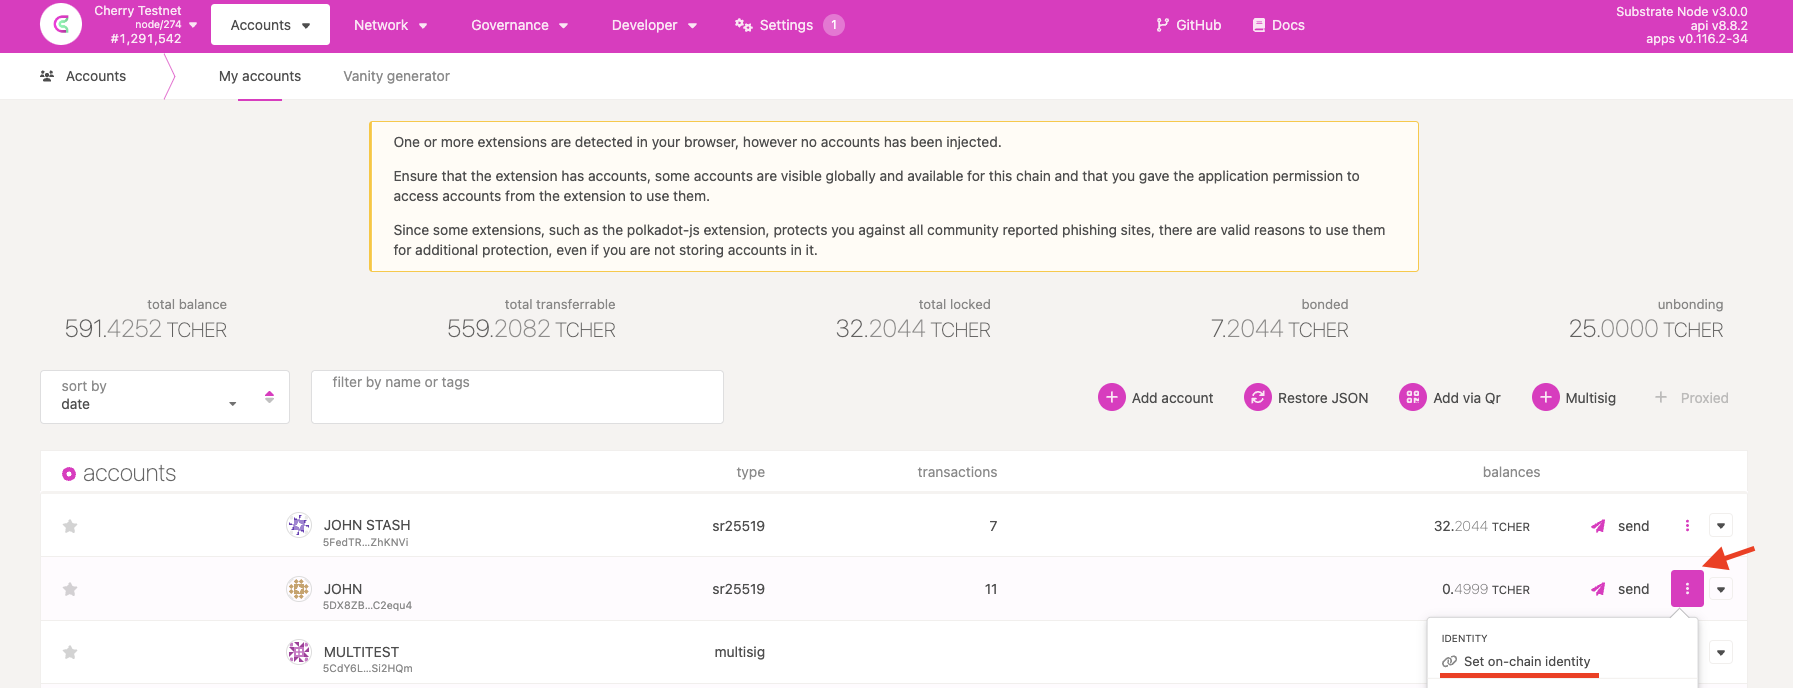 Cherry Testnet
node/274
#1,291,542
Accounts
Network
Governance
Developer
Settings
1
GitHub
Docs
Substrate Node v3.0.0
api v8.8.2
apps v0.116.2-34
Accounts
My accounts
Vanity generator
One or more extensions are detected in your browser, however no accounts has been injected.
Ensure that the extension has accounts, some accounts are visible globally and available for this chain and that you gave the application permission to
access accounts from the extension to use them.
Since some extensions, such as the polkadot-js extension, protects you against all community reported phishing sites, there are valid reasons to use them
for additional protection, even if you are not storing accounts in it.
total balance
591.4252 TCHER
total transferrable
559.2082 TCHER
total locked
32.2044 TCHER
bonded
7.2044 TCHER
unbonding
25.0000 TCHER
sort by
date
filter by name or tags
Add account
Restore JSON
Add via Qr
Multisig
Proxied
accounts type transactions balances
JOHN STASH sr25519 7 32.2044 TCHER send
5FedTR...ZhKNVi
JOHN sr25519 11 0.4999 TCHER send
5DX8ZB...C2equ4
MULTITEST multisig
5CdY6L...Si2HQm
IDENTITY
Set on-chain identity